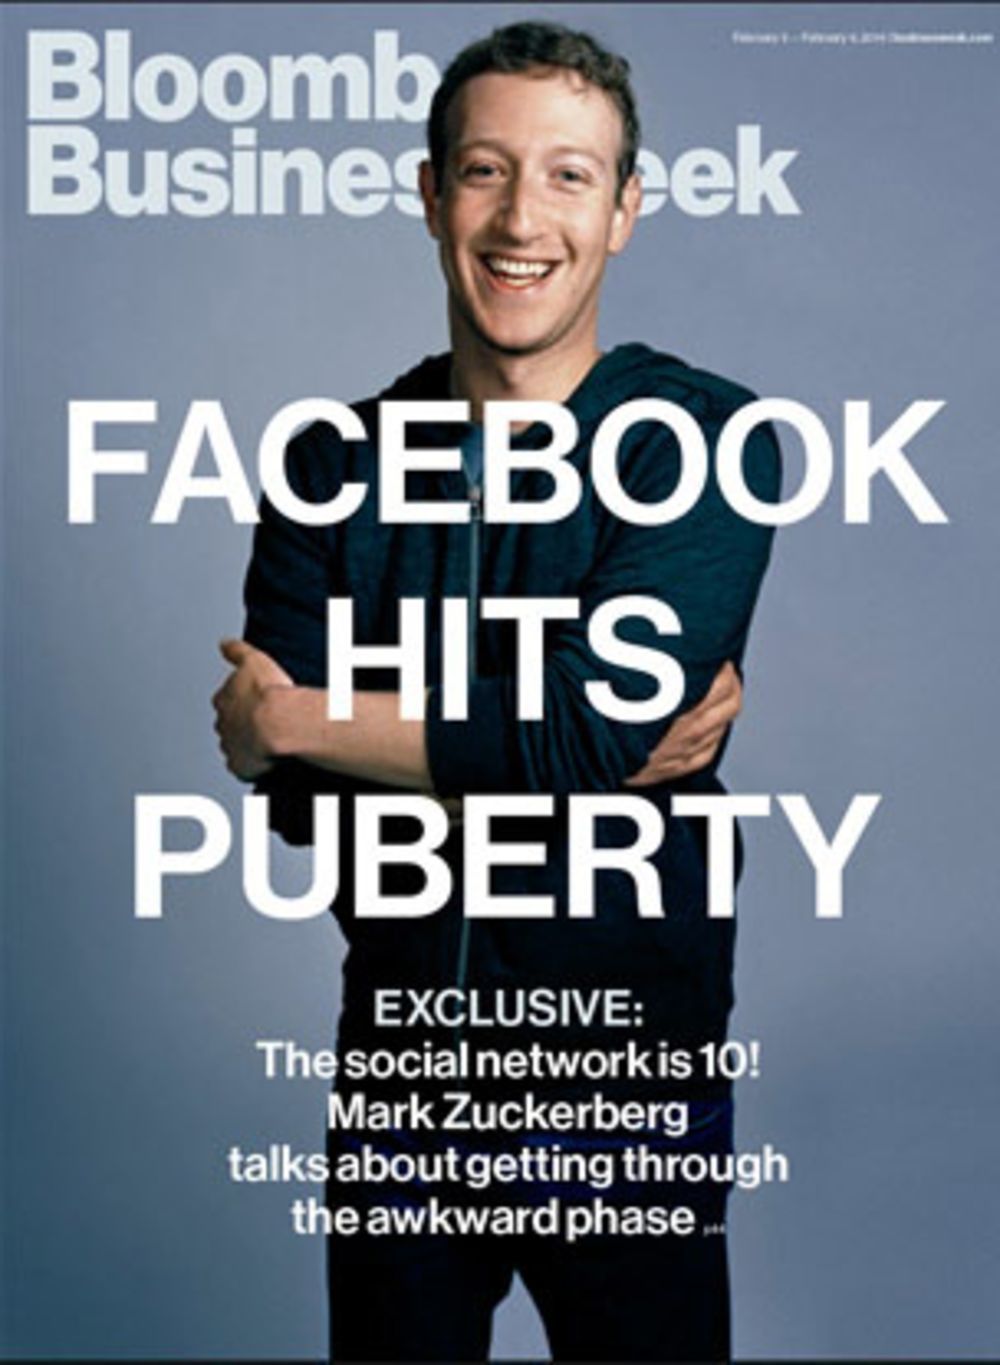 Bloomb
Busines eek
FACEBOOK
HITS
PUBERTY
EXCLUSIVE:
The social network is 10!
Mark Zuckerberg
talks about getting through
the awkward phase